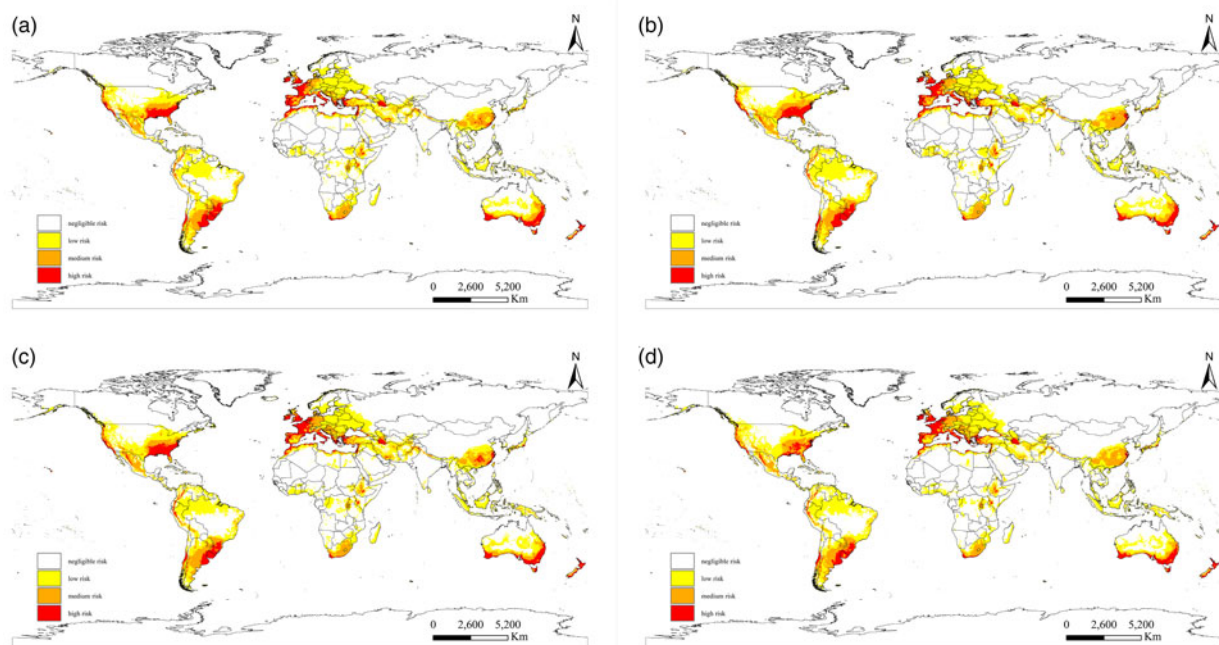 (a)
N
negligible risk
low risk
medium risk
high risk
0 2,600 5,200
Km
(b)
N
negligible risk
low risk
medium risk
high risk
0 2,600 5,200
Km
(c)
N
negligible risk
low risk
medium risk
high risk
0 2,600 5,200
Km
(d)
N
negligible risk
low risk
medium risk
high risk
0 2,600 5,200
Km